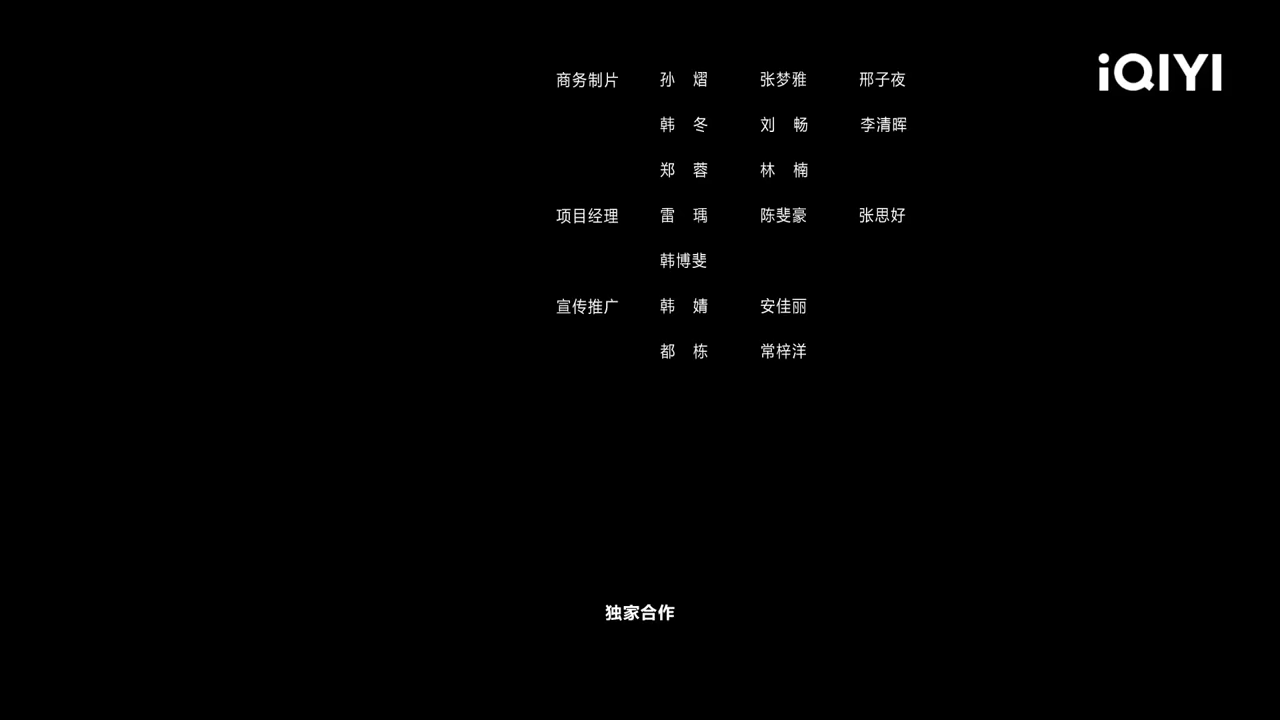 iQIYI
商务制片 孙 熠 张梦雅 邢子夜
韩 冬 刘 畅 李清晖
郑 蓉 林 楠
项目经理 雷 瑀 陈斐豪 张思好
韩博斐
宣传推广 韩 婧 安佳丽
都 栋 常梓洋
独家合作